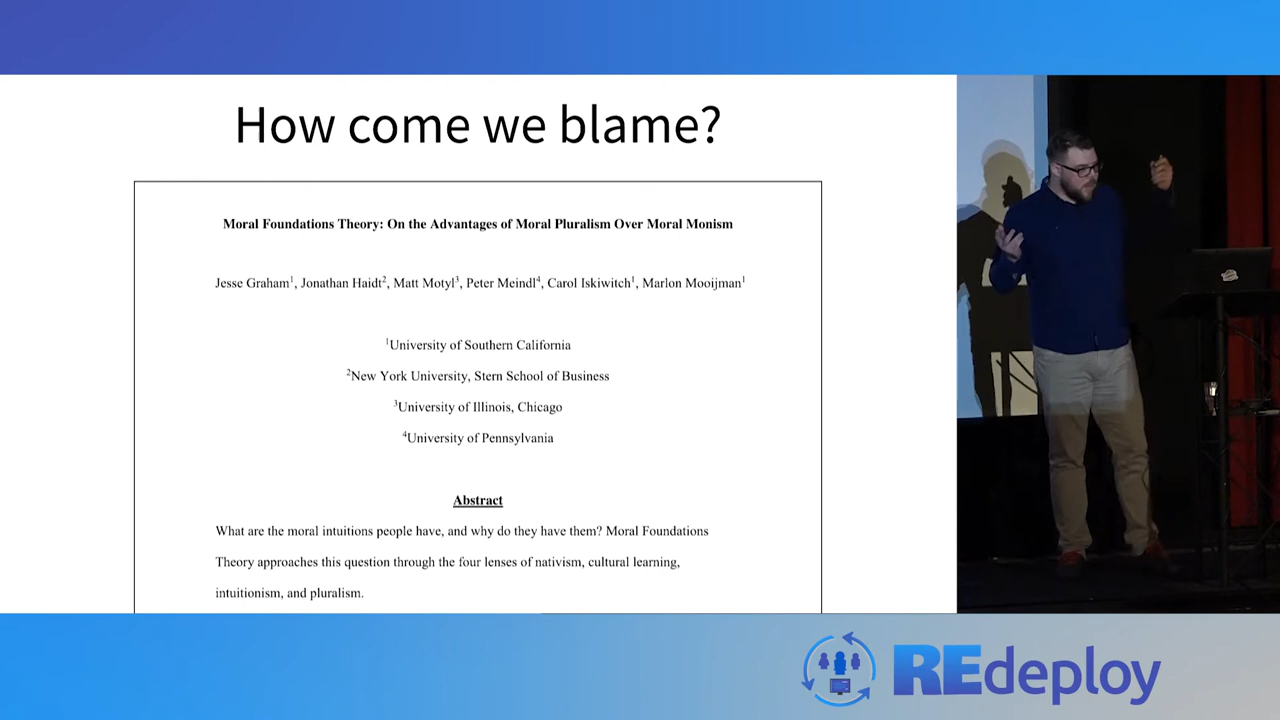 How come we blame?
Moral Foundations Theory: On the Advantages of Moral Pluralism Over Moral Monism
Jesse Graham1, Jonathan Haidt2, Matt Motyl3, Peter Meindl4, Carol Iskiwitch1, Marlon Mooijman1
1University of Southern California
2New York University, Stern School of Business
3University of Illinois, Chicago
4University of Pennsylvania
Abstract
What are the moral intuitions people have, and why do they have them? Moral Foundations
Theory approaches this question through the four lenses of nativism, cultural learning,
intuitionism, and pluralism.
REdeploy